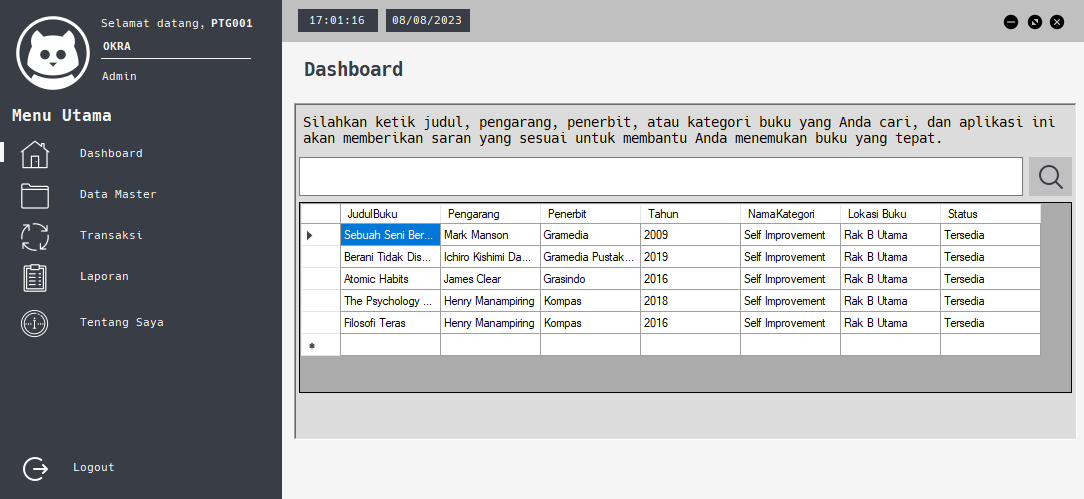 Selamat datang, PTG001
OKRA
Admin
Menu Utama
Dashboard
Data Master
Transaksi
Laporan
Tentang Saya
Logout
17:01:16 08/08/2023
Dashboard
Silahkan ketik judul, pengarang, penerbit, atau kategori buku yang Anda cari, dan aplikasi ini
akan memberikan saran yang sesuai untuk membantu Anda menemukan buku yang tepat.
JudulBuku Pengarang Penerbit Tahun NamaKategori Lokasi Buku Status
Sebuah Seni Ber... Mark Manson Gramedia 2009 Self Improvement Rak B Utama Tersedia
Berani Tidak Dis... Ichiro Kishimi Da... Gramedia Pustak... 2019 Self Improvement Rak B Utama Tersedia
Atomic Habits James Clear Grasindo 2016 Self Improvement Rak B Utama Tersedia
The Psychology ... Henry Manampiring Kompas 2018 Self Improvement Rak B Utama Tersedia
Filosofi Teras Henry Manampiring Kompas 2016 Self Improvement Rak B Utama Tersedia